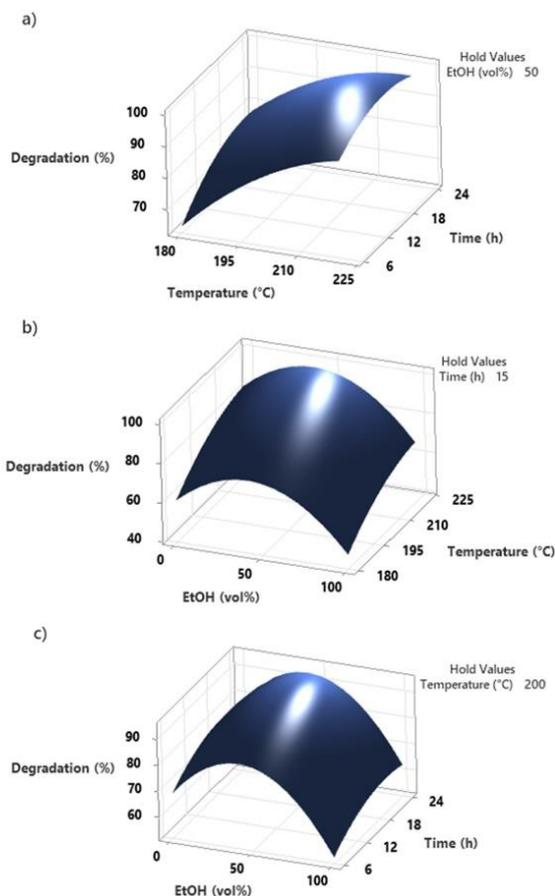 a)
Hold Values
EtOH (vol%) 50
100
90
80
70
Degradation (%)
180
195
210
225
Temperature (°C)
6
12
18
24
Time (h)
b)
Hold Values
Time (h) 15
100
80
60
40
Degradation (%)
0
50
100
EtOH (vol%)
180
195
210
225
Temperature (°C)
c)
Hold Values
Temperature (°C) 200
90
80
70
60
Degradation (%)
0
50
100
EtOH (vol%)
6
12
18
24
Time (h)